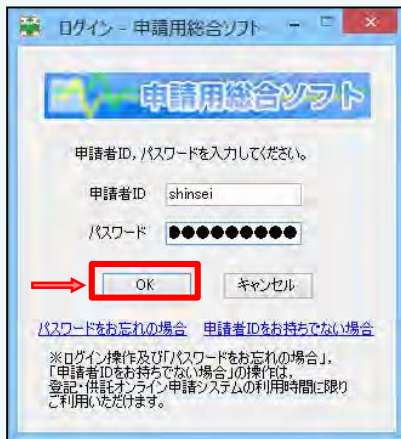 ログイン - 申請用総合ソフト
申請用総合ソフト
申請者ID，パスワードを入力してください。
申請者ID shinsei
パスワード ●●●●●●●●●
OK キャンセル
パスワードをお忘れの場合 申請者IDをお持ちでない場合
※ログイン操作及び「パスワードをお忘れの場合」，
「申請者IDをお持ちでない場合」の操作は，
登記・供託オンライン申請システムの利用時間に限り
ご利用いただけます。